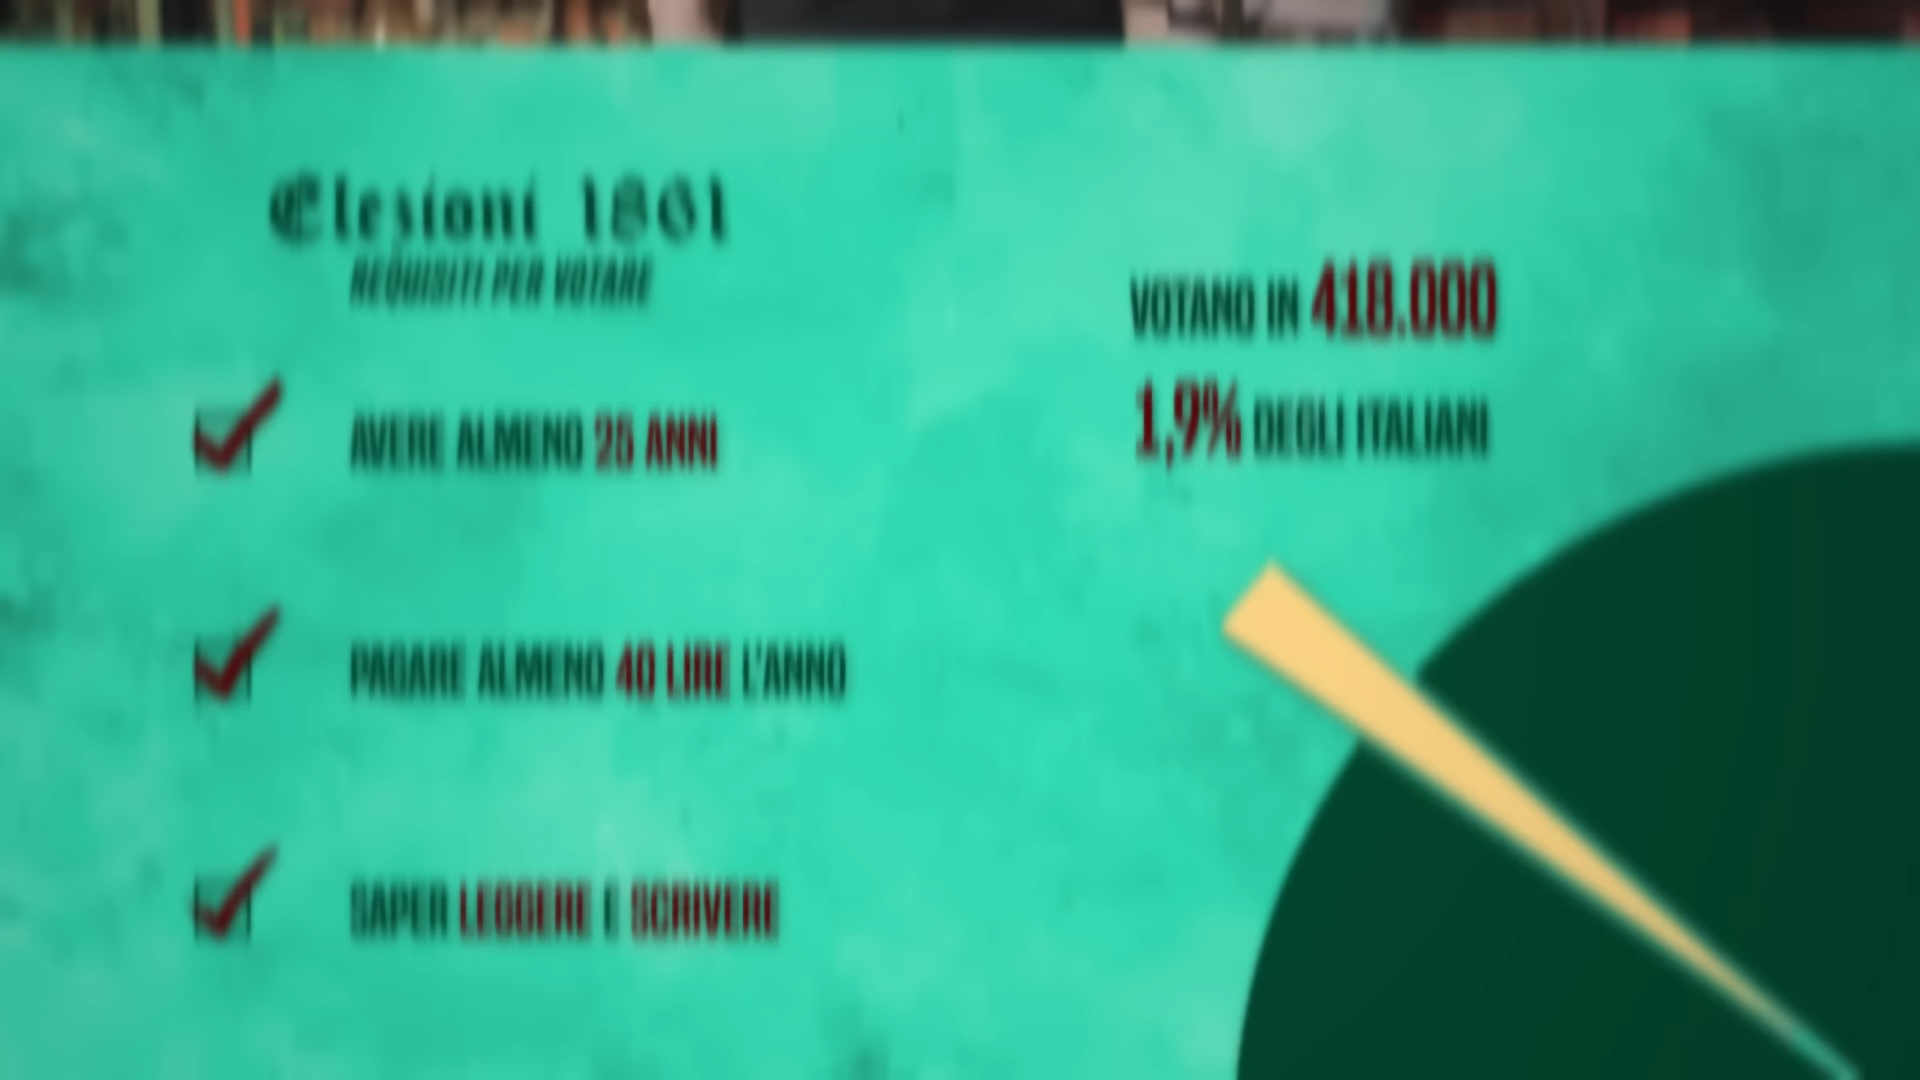 Elezioni 1861
REQUISITI PER VOTARE
AVERE ALMENO 25 ANNI
PAGARE ALMENO 40 LIRE L'ANNO
SAPER LEGGERE E SCRIVERE
VOTANO IN 418.000
1,9% DEGLI ITALIANI